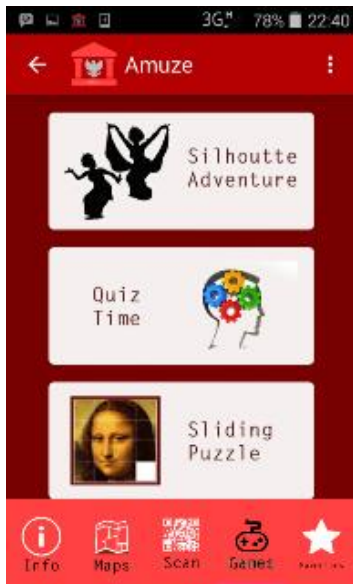 3G H 78% 22:40
Amuze
Silhoutte
Adventure
Quiz
Time
Sliding
Puzzle
Info Maps Scan Games